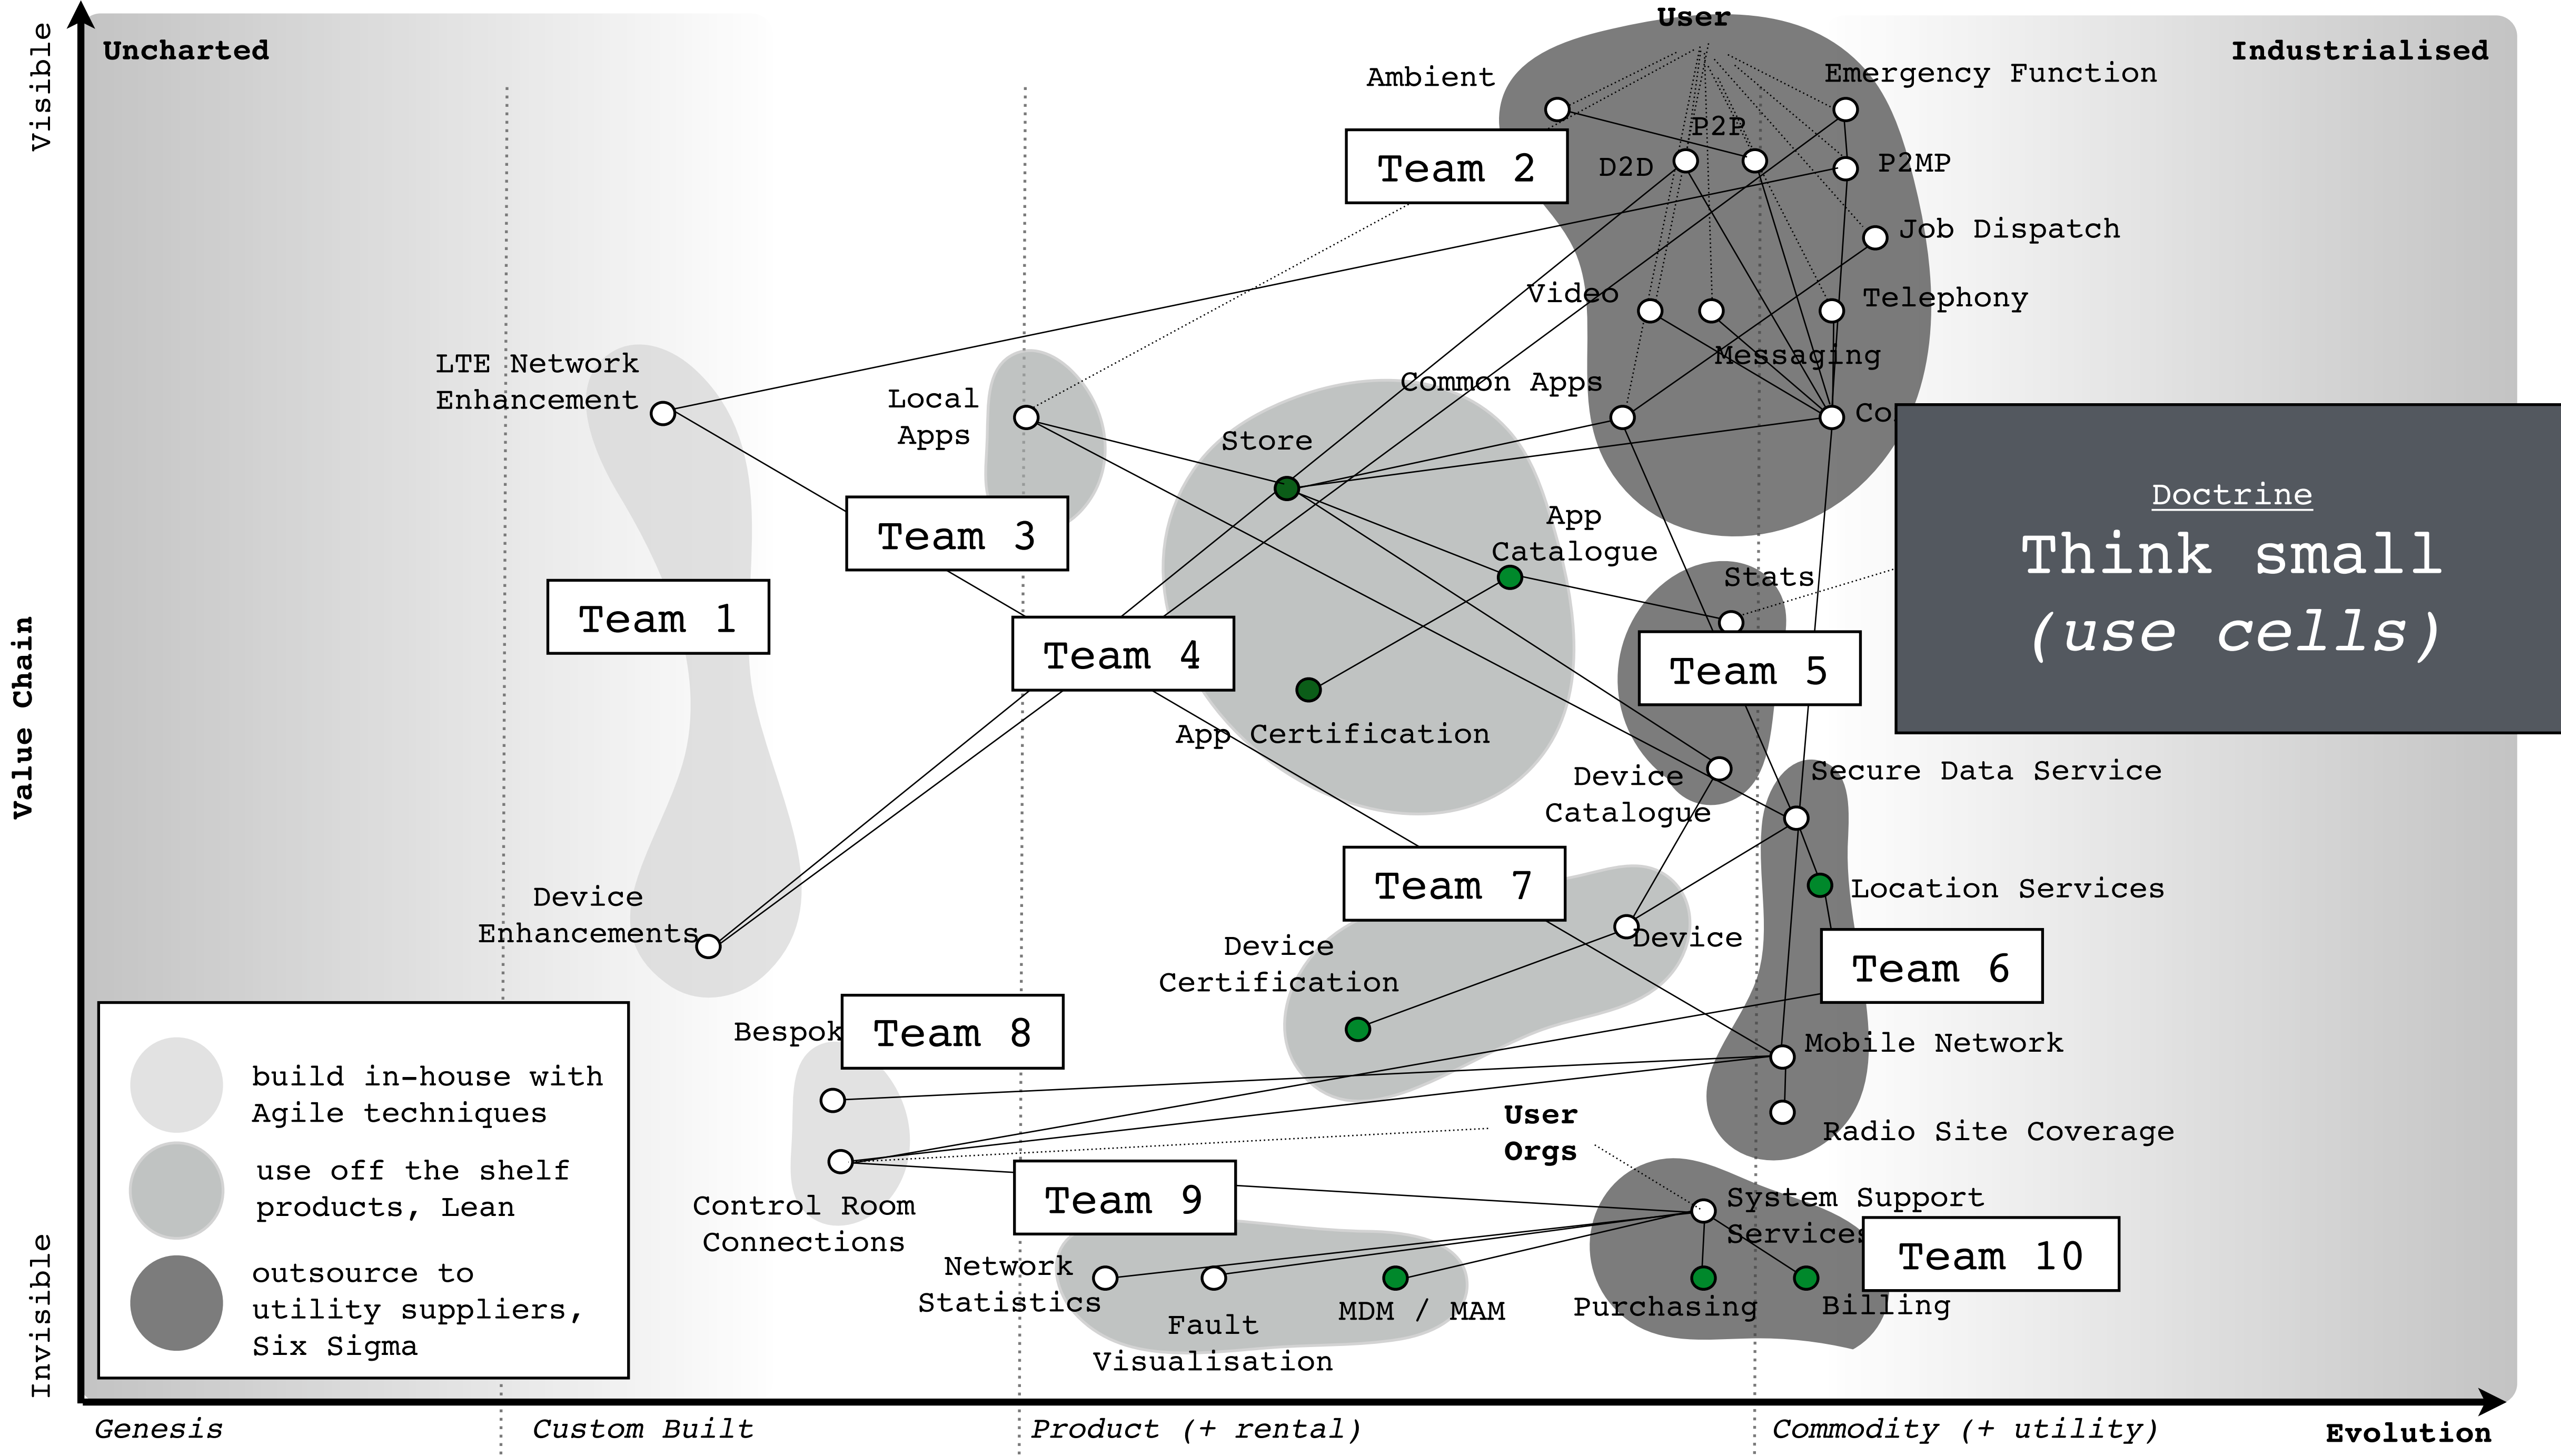 User
Uncharted
Industrialised
Visible
Ambient
Emergency Function
P2P
Team 2
D2D
P2MP
Job Dispatch
Video
Telephony
Messaging
LTE Network
Enhancement
Common Apps
Local
Apps
Co
Store
Doctrine
Think small
(use cells)
App
Catalogue
Team 3
Stats
Team 1
Team 4
Team 5
Value Chain
App Certification
Secure Data Service
Device
Catalogue
Team 7
Location Services
Device
Enhancements
Device
Device
Certification
Team 6
Bespok
Team 8
Mobile Network
build in-house with
Agile techniques
User
Orgs
Radio Site Coverage
use off the shelf
products, Lean
Control Room
Connections
Team 9
System Support
Services
Team 10
Network
Statistics
outsource to
utility suppliers,
Six Sigma
Fault
Visualisation
MDM / MAM
Purchasing
Billing
Invisible
Genesis
Custom Built
Product (+ rental)
Commodity (+ utility)
Evolution